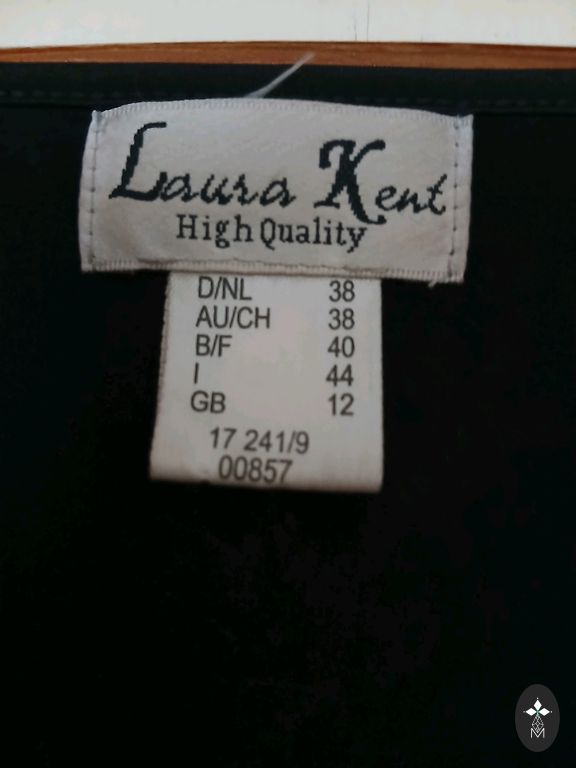 Laura Kent
High Quality
D/NL 38
AU/CH 38
B/F 40
I 44
GB 12
17 241/9
00857
M